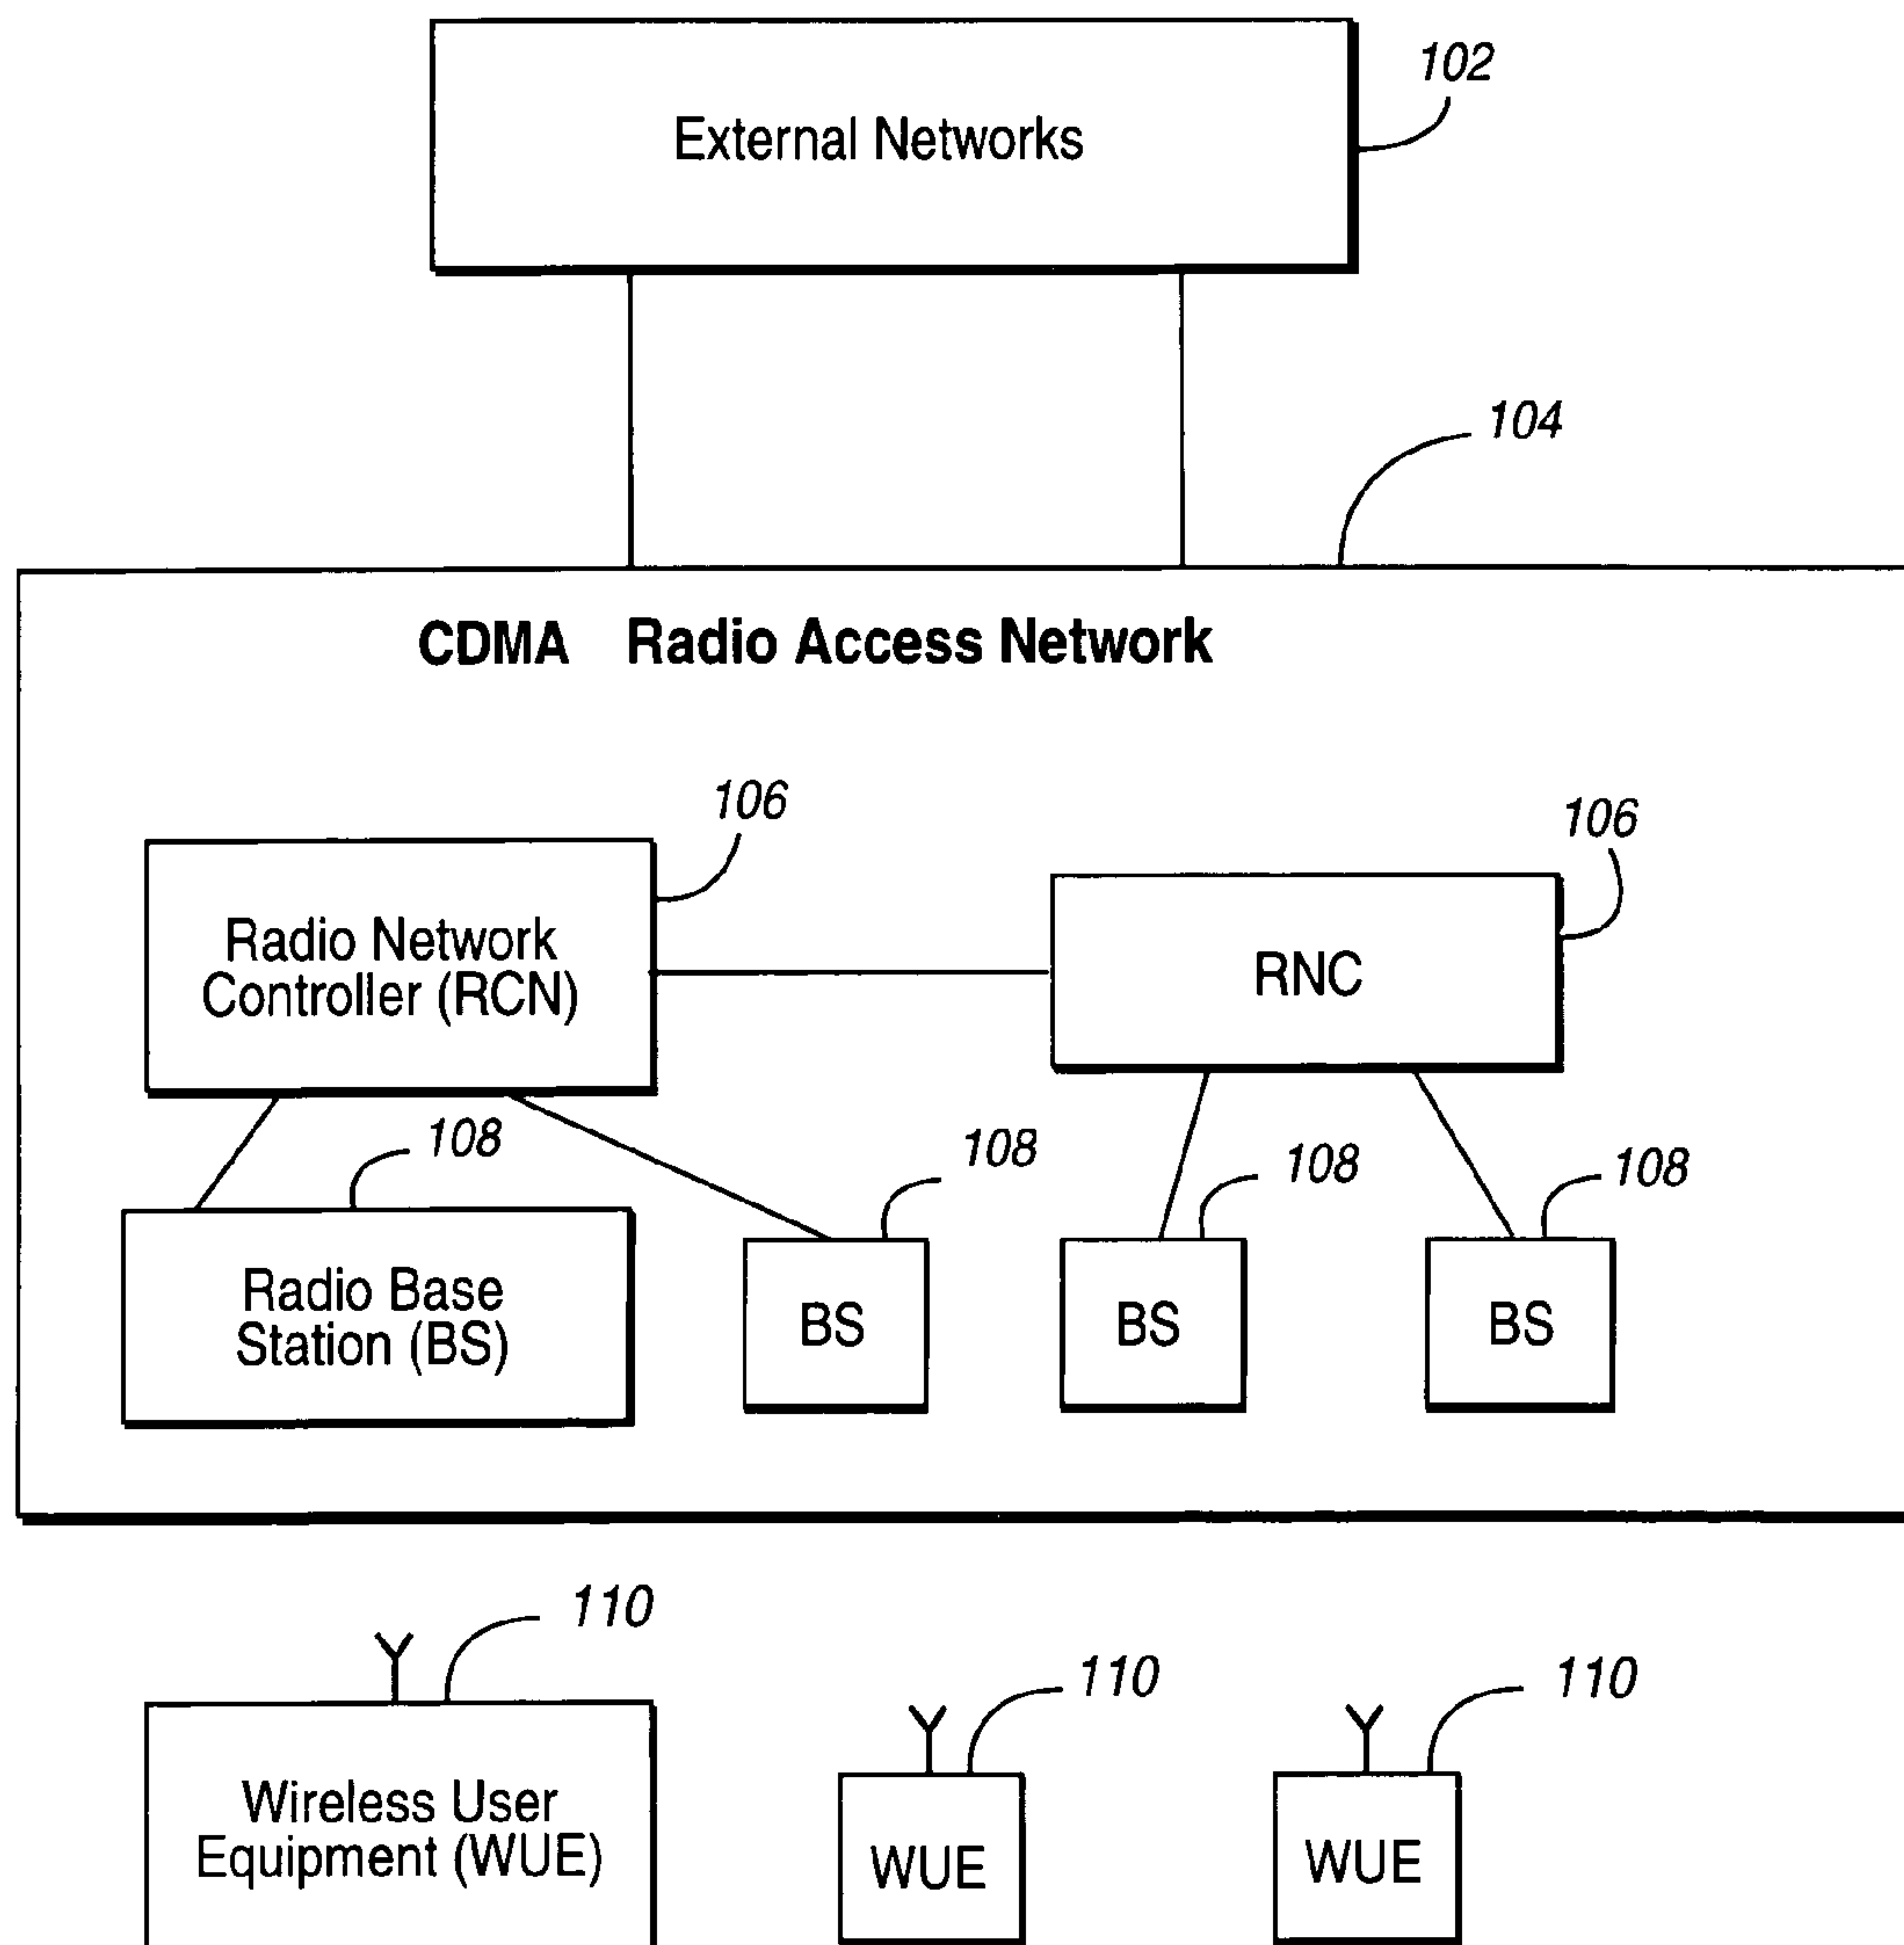 External Networks
102
104
CDMA Radio Access Network
106
106
Radio Network
Controller (RCN)
RNC
108
108
108
108
Radio Base
Station (BS)
BS
BS
BS
110
110
110
Wireless User
Equipment (WUE)
WUE
WUE